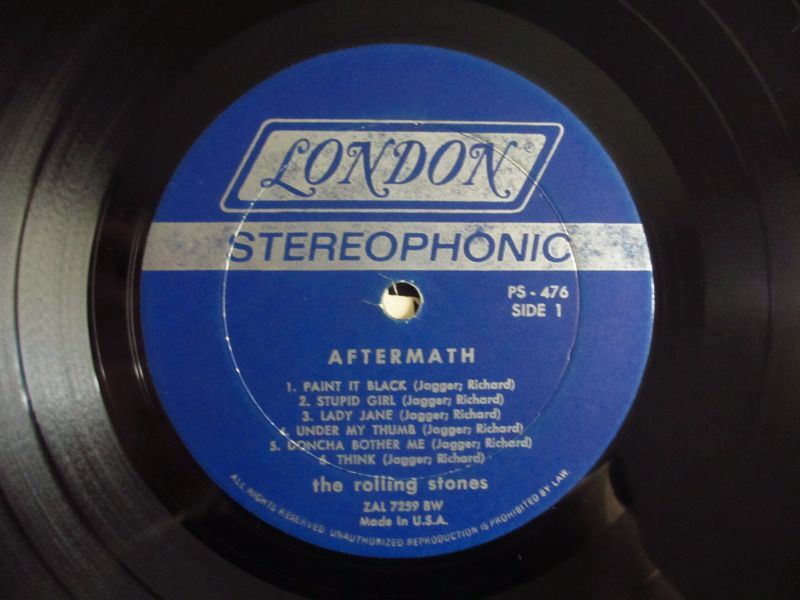 LONDON®
STEREOPHONIC
PS - 476
SIDE 1
AFTERMATH
1. PAINT IT BLACK (Jagger; Richard)
2. STUPID GIRL (Jagger; Richard)
3. LADY JANE (Jagger; Richard)
4. UNDER MY THUMB (Jagger; Richard)
5. DONCHA BOTHER ME (Jagger; Richard)
6. THINK (Jagger; Richard)
the rolling stones
ZAL 7259 BW
Made In U.S.A.
ALL RIGHTS RESERVED. UNAUTHORIZED REPRODUCTION IS PROHIBITED BY LAW.